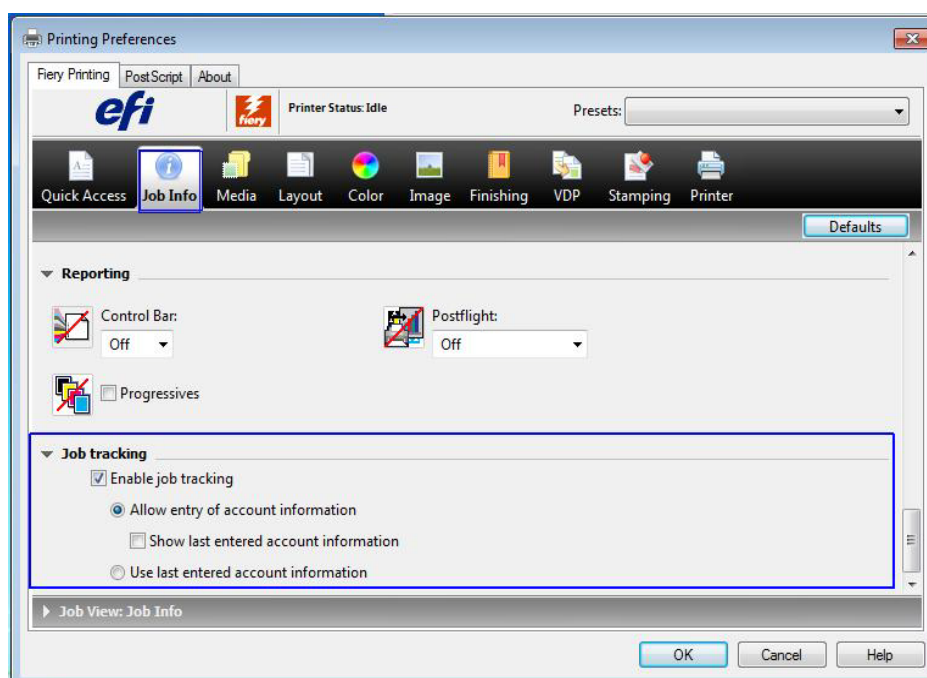 Printing Preferences
Fiery Printing PostScript About
efi fiery Printer Status: Idle Presets:
Quick Access Job Info Media Layout Color Image Finishing VDP Stamping Printer
Defaults
Reporting
Control Bar: Postflight:
Off Off
Progressives
Job tracking
Enable job tracking
Allow entry of account information
Show last entered account information
Use last entered account information
Job View: Job Info
OK Cancel Help